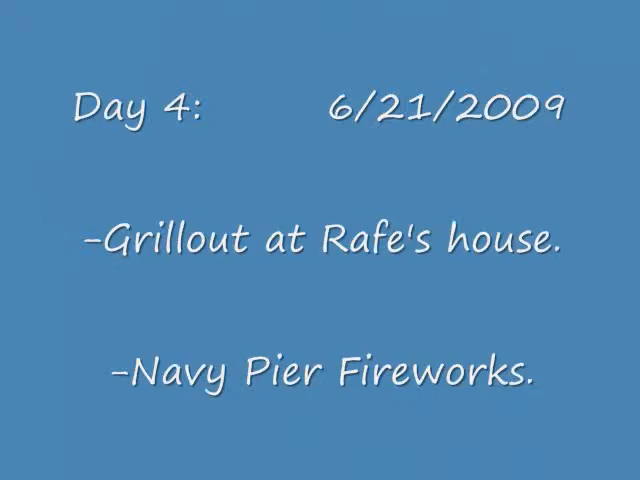 Day 4: 6/21/2009
-Grillout at Rafe's house.
-Navy Pier Fireworks.